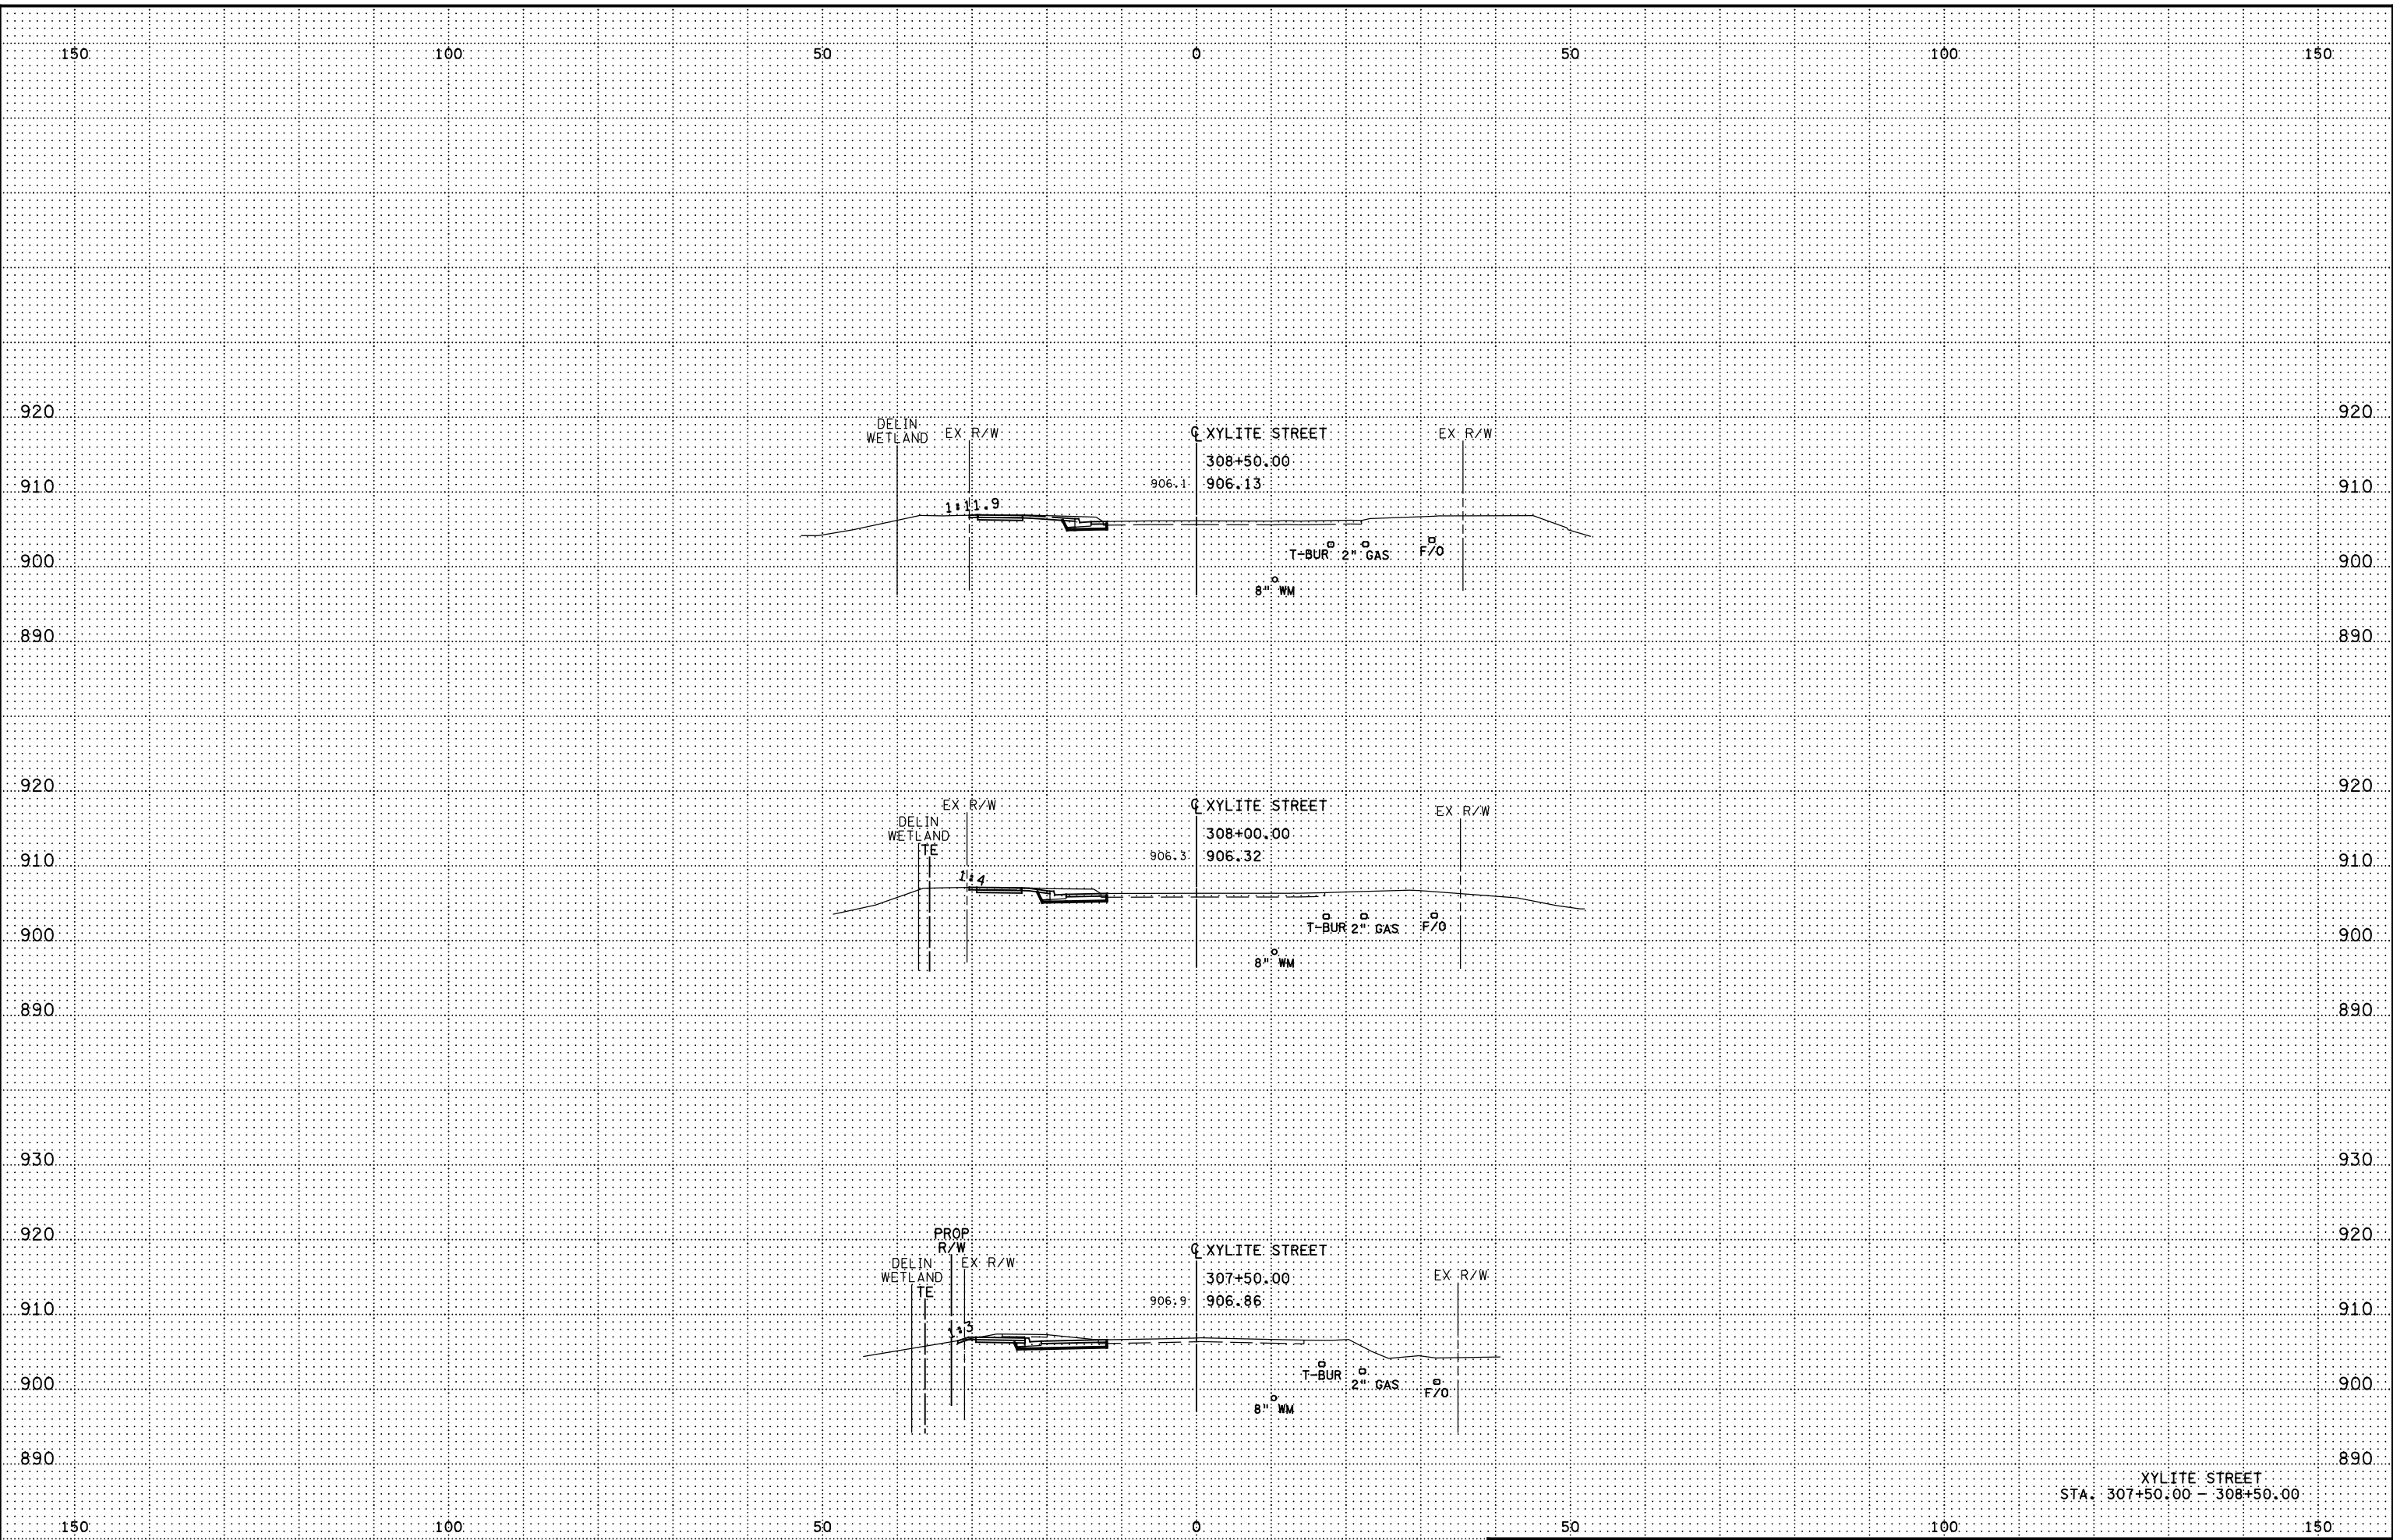 150 100 50 0 50 100 150
920 920
DELIN
WETLAND
EX R/W
℄ XYLITE STREET
EX R/W
308+50.00
910 906.1 906.13 910
1:11.9
T-BUR 2" GAS F/O
900 900
8" WM
890 890
920 920
EX R/W
℄ XYLITE STREET
EX R/W
DELIN
WETLAND
308+00.00
TE
910 906.3 906.32 910
1:4
T-BUR 2" GAS F/O
900 900
8" WM
890 890
930 930
920 920
PROP
R/W
℄ XYLITE STREET
DELIN
WETLAND
EX R/W
EX R/W
307+50.00
TE
910 906.9 906.86 910
1:3
T-BUR 2" GAS F/O
900 900
8" WM
890 890
XYLITE STREET
STA. 307+50.00 - 308+50.00
150 100 50 0 50 100 150